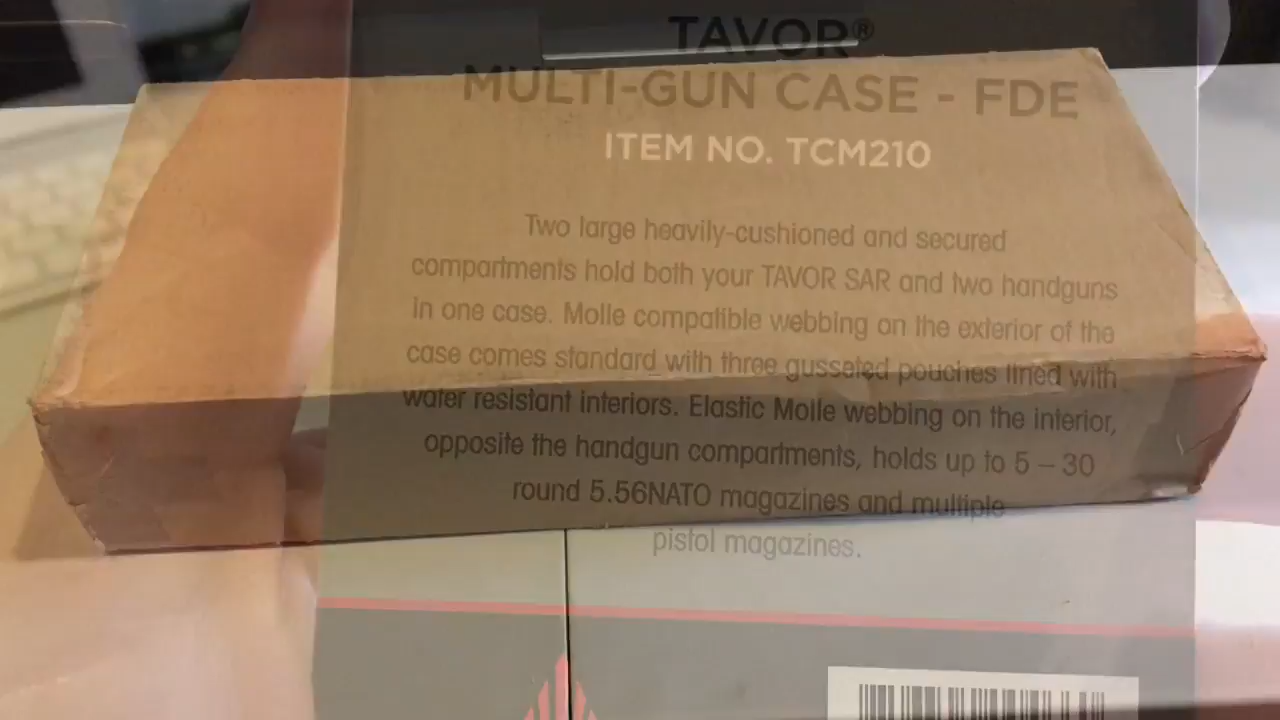 TAVOR®
MULTI-GUN CASE - FDE
ITEM NO. TCM210
Two large heavily-cushioned and secured
compartments hold both your TAVOR SAR and two handguns
in one case. Molle compatible webbing on the exterior of the
case comes standard with three gusseted pouches lined with
water resistant interiors. Elastic Molle webbing on the interior,
opposite the handgun compartments, holds up to 5 – 30
round 5.56NATO magazines and multiple
pistol magazines.